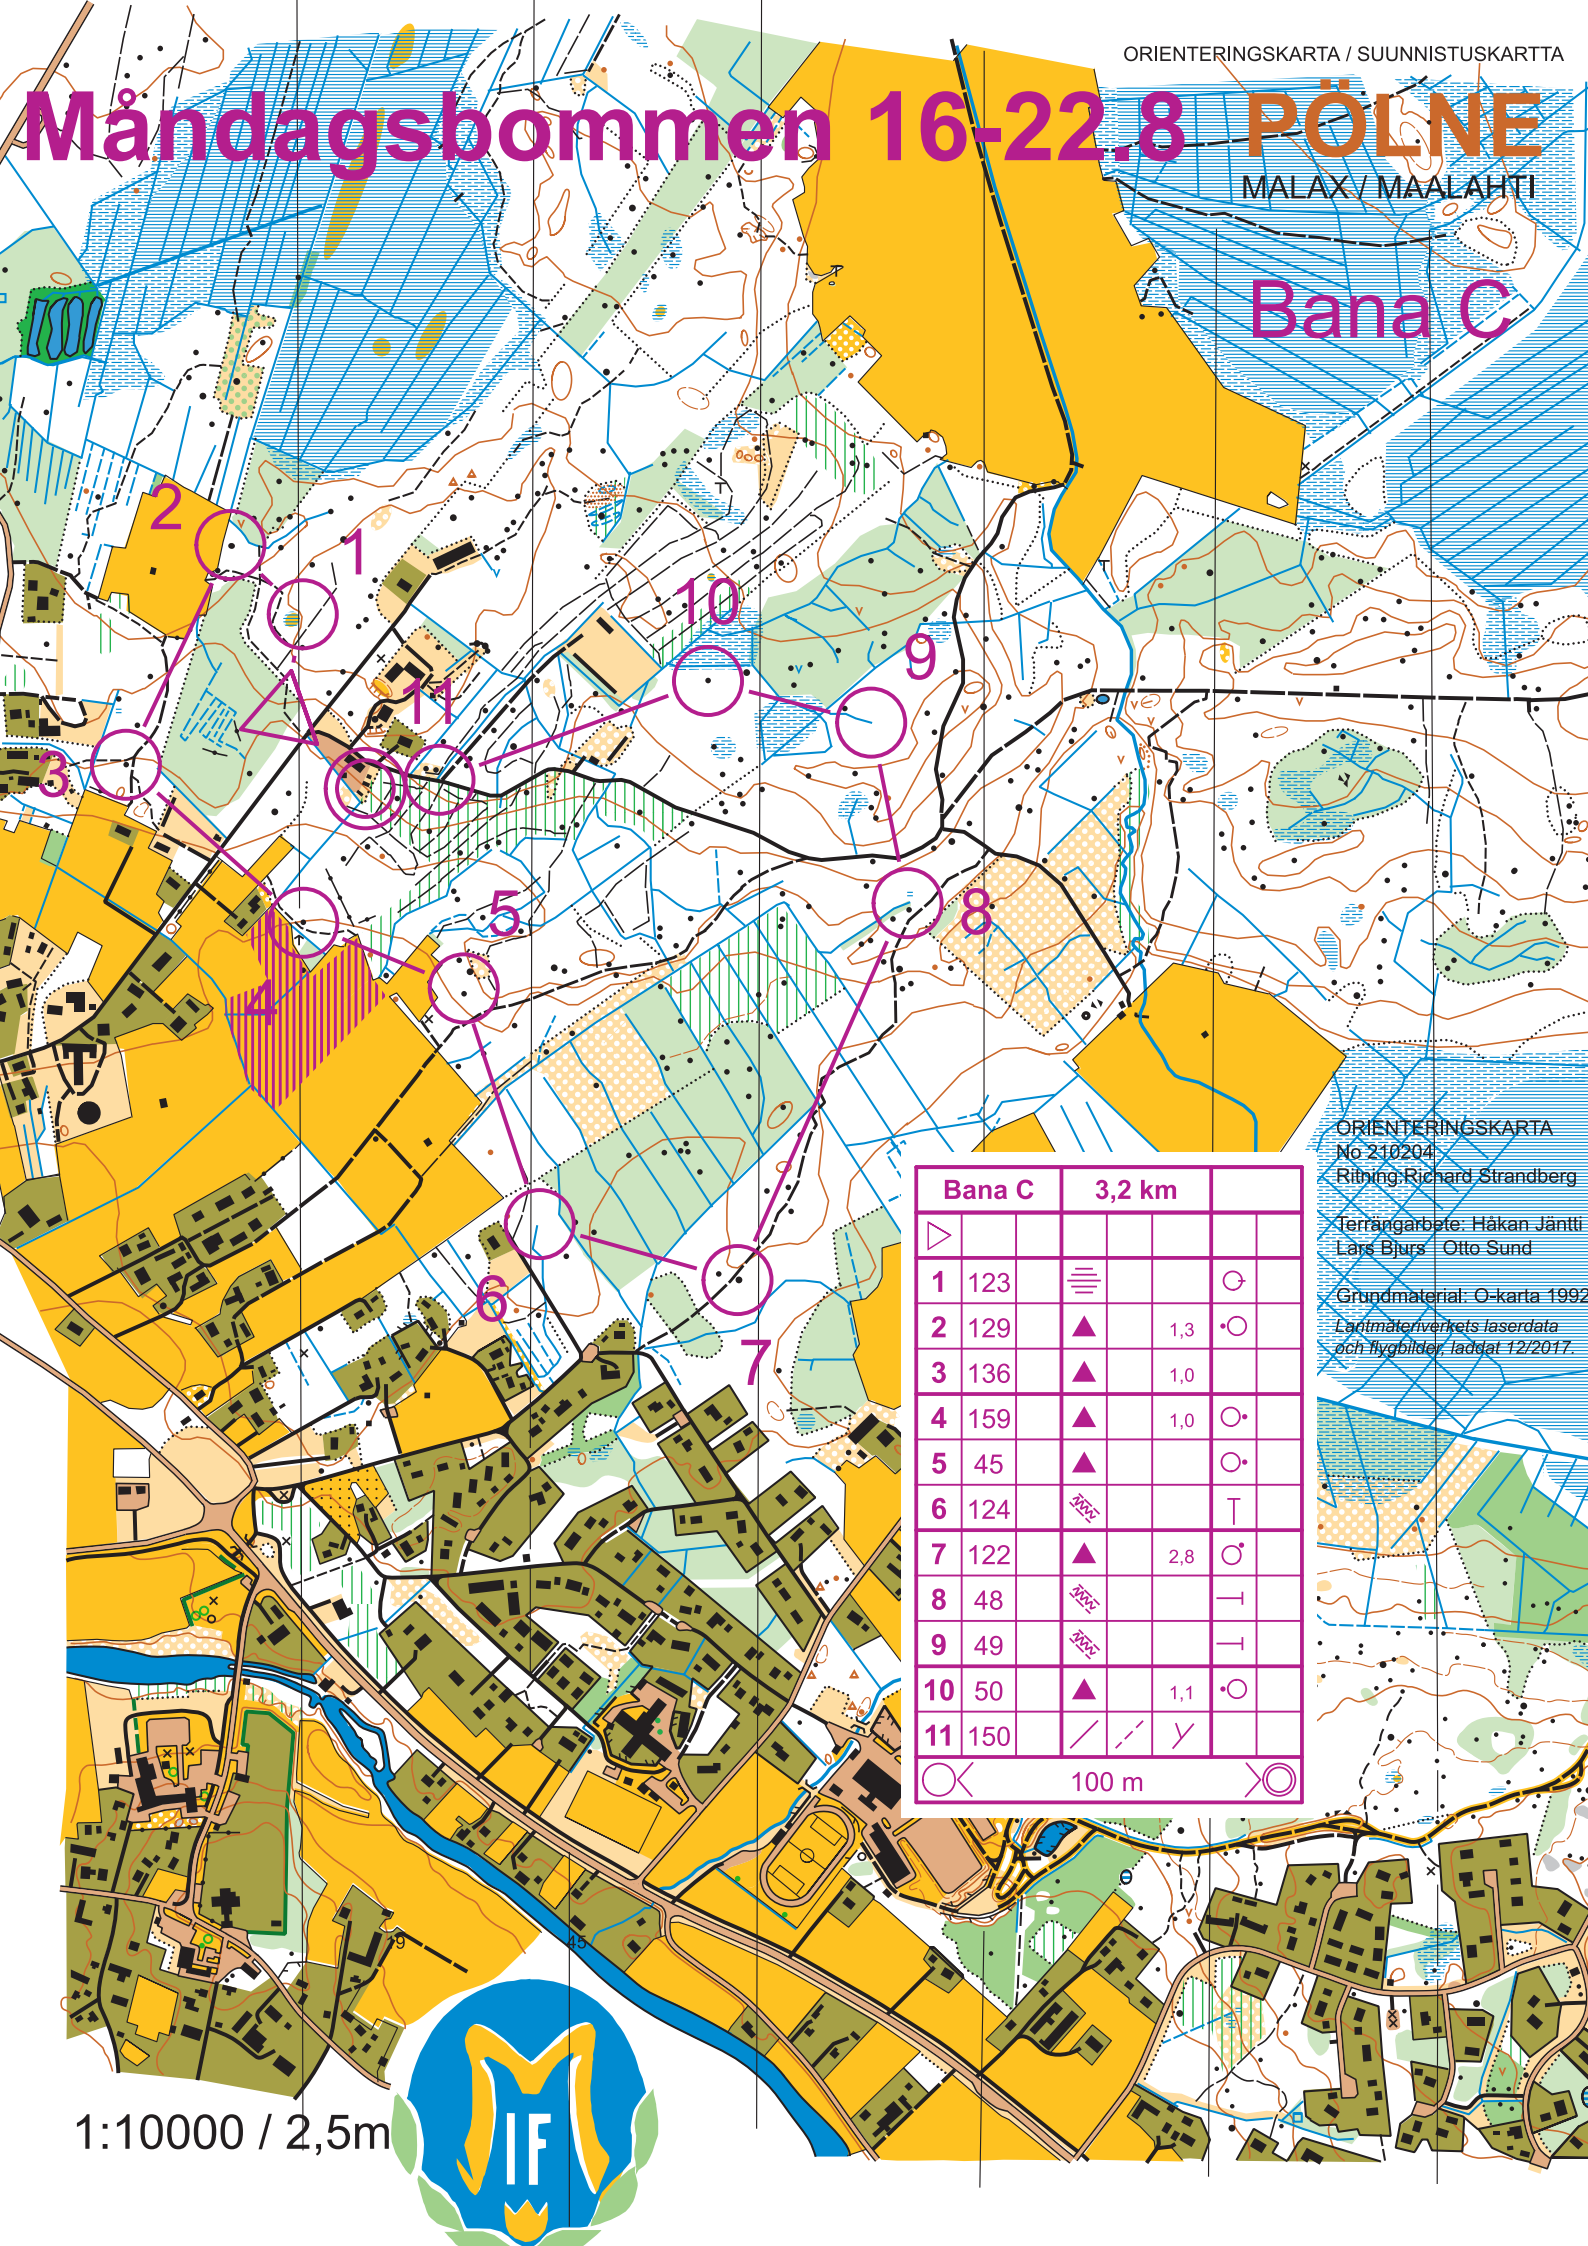 ORIENTERINGSKARTA / SUUNNISTUSKARTTA
Måndagsbommen 16-22.8
PÖLNE
MALAX / MAALAHTI
Bana C
2
1
10
9
11
3
5
8
4
6
7
ORIENTERINGSKARTA
No 210204
Ritning:Richard Strandberg
Terrängarbete: Håkan Jäntti
Lars Bjurs Otto Sund
Grundmaterial: O-karta 1992
Lantmäteriverkets laserdata
och flygbilder, laddat 12/2017.
Bana C 3,2 km
1 123
2 129 1,3
3 136 1,0
4 159 1,0
5 45
6 124
7 122 2,8
8 48
9 49
10 50 1,1
11 150
100 m
45
1:10000 / 2,5m
M
IF